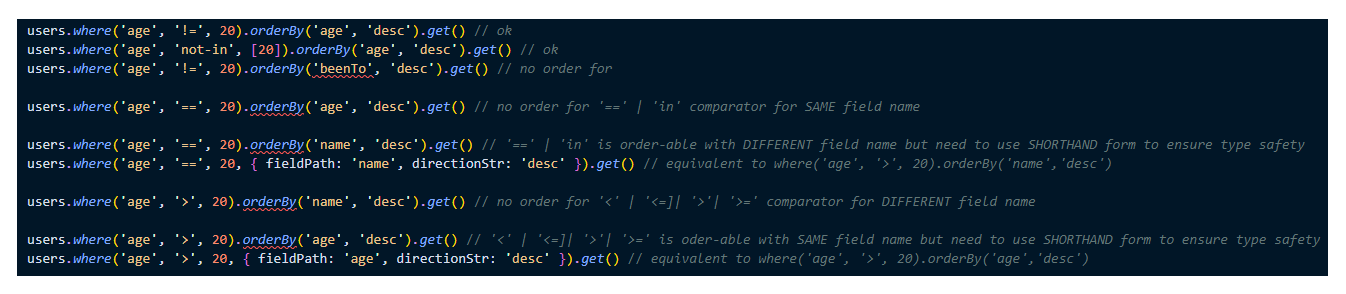 users.where('age', '!=', 20).orderBy('age', 'desc').get() // ok
users.where('age', 'not-in', [20]).orderBy('age', 'desc').get() // ok
users.where('age', '!=', 20).orderBy('beenTo', 'desc').get() // no order for
users.where('age', '==', 20).orderBy('age', 'desc').get() // no order for '==' | 'in' comparator for SAME field name
users.where('age', '==', 20).orderBy('name', 'desc').get() // '==' | 'in' is order-able with DIFFERENT field name but need to use SHORTHAND form to ensure type safety
users.where('age', '==', 20, { fieldPath: 'name', directionStr: 'desc' }).get() // equivalent to where('age', '>', 20).orderBy('name','desc')
users.where('age', '>', 20).orderBy('name', 'desc').get() // no order for '<' | '<=]| '>'| '>=' comparator for DIFFERENT field name
users.where('age', '>', 20).orderBy('age', 'desc').get() // '<' | '<=]| '>'| '>=' is oder-able with SAME field name but need to use SHORTHAND form to ensure type safety
users.where('age', '>', 20, { fieldPath: 'age', directionStr: 'desc' }).get() // equivalent to where('age', '>', 20).orderBy('age','desc')